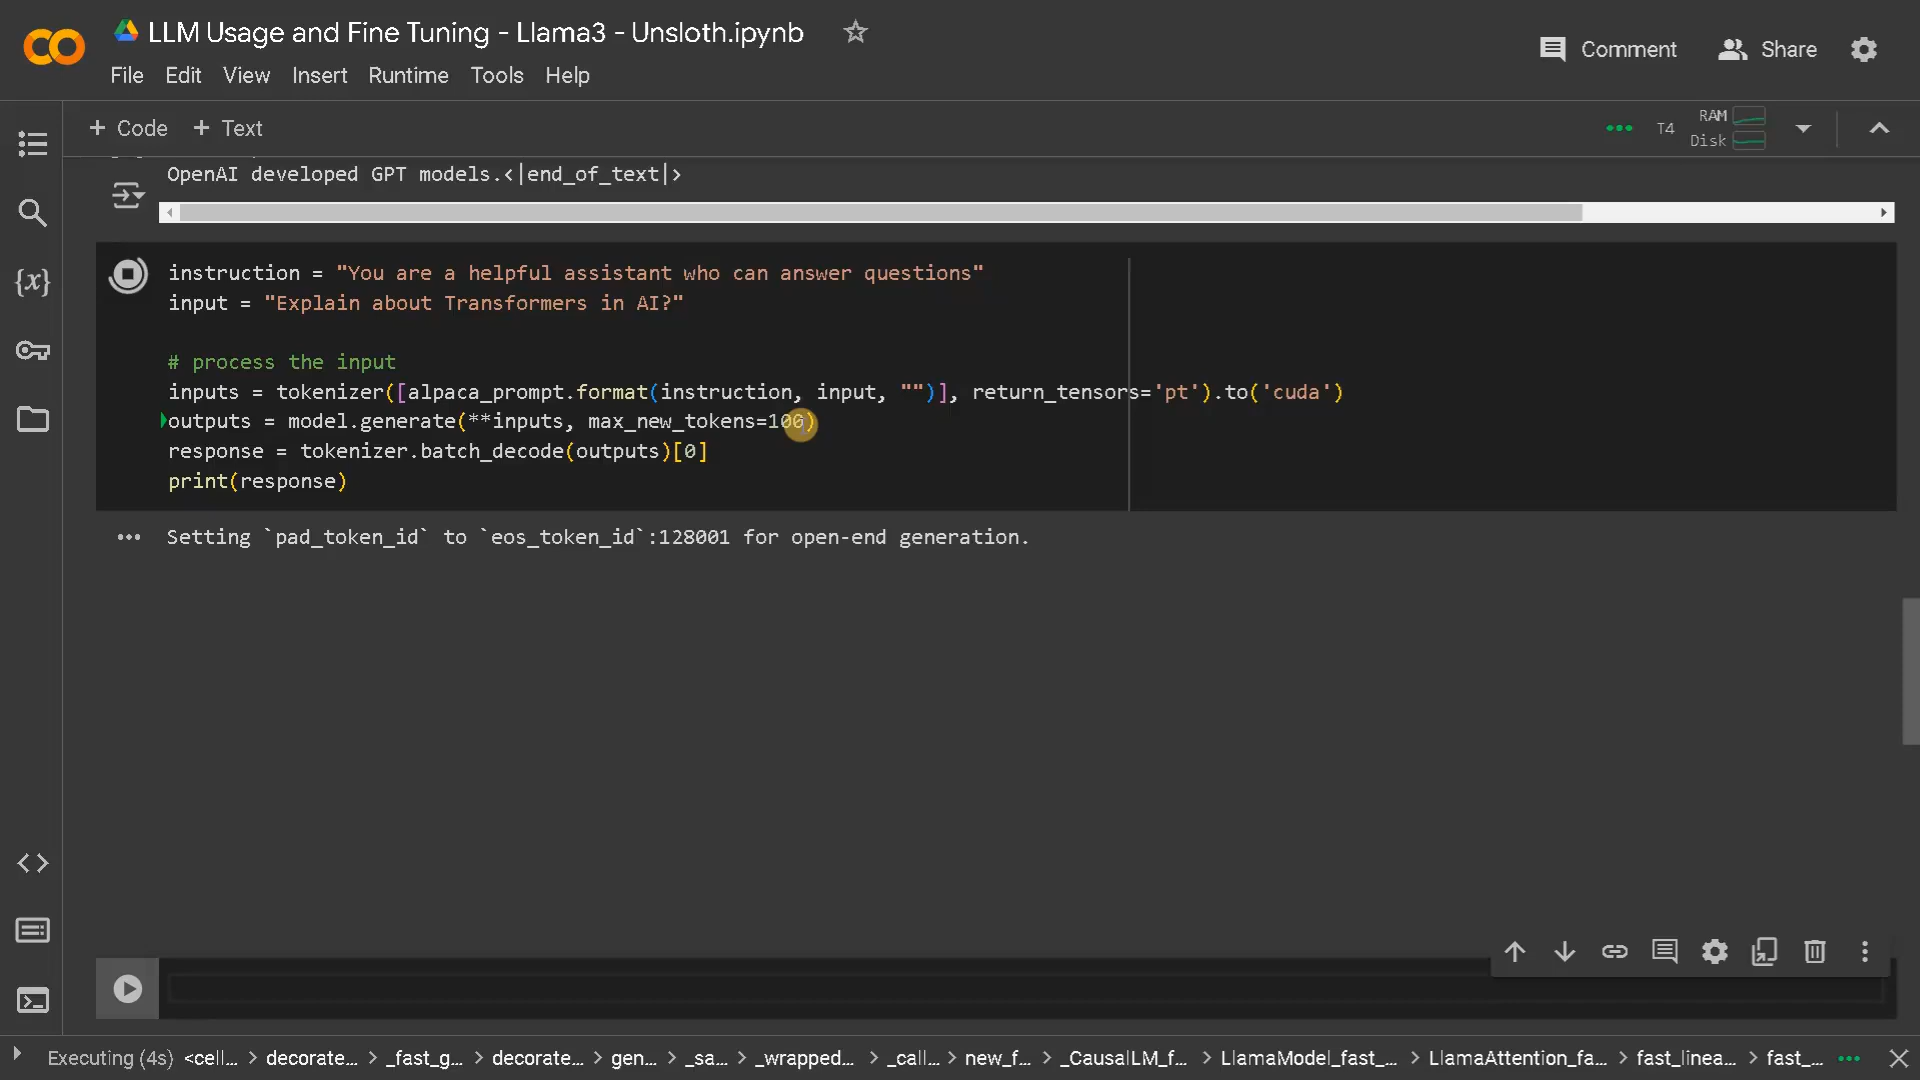 LLM Usage and Fine Tuning - Llama3 - Unsloth.ipynb
Comment
Share
File Edit View Insert Runtime Tools Help
+ Code + Text
T4
RAM
Disk
OpenAI developed GPT models.<|end_of_text|>
instruction = "You are a helpful assistant who can answer questions"
input = "Explain about Transformers in AI?"
# process the input
inputs = tokenizer([alpaca_prompt.format(instruction, input, "")], return_tensors='pt').to('cuda')
outputs = model.generate(**inputs, max_new_tokens=100)
response = tokenizer.batch_decode(outputs)[0]
print(response)
Setting `pad_token_id` to `eos_token_id`:128001 for open-end generation.
Executing (4s) <cell... > decorate... > _fast_g... > decorate... > gen... > _sa... > _wrapped... > _call... > new_f... > _CausalLM_f... > LlamaModel_fast_... > LlamaAttention_fa... > fast_linea... > fast_...